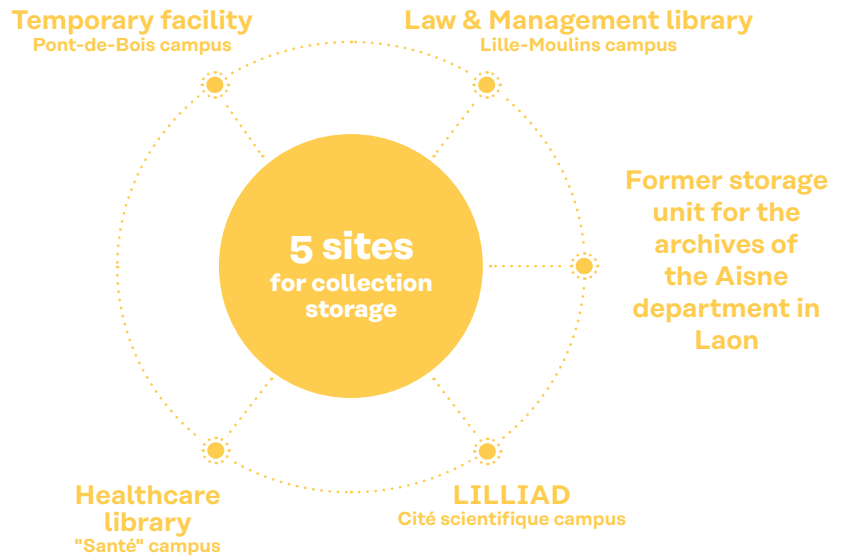 Temporary facility
Pont-de-Bois campus
Law & Management library
Lille-Moulins campus
Former storage
unit for the
archives of
the Aisne
department in
Laon
5 sites
for collection
storage
Healthcare
library
"Santé" campus
LILLIAD
Cité scientifique campus